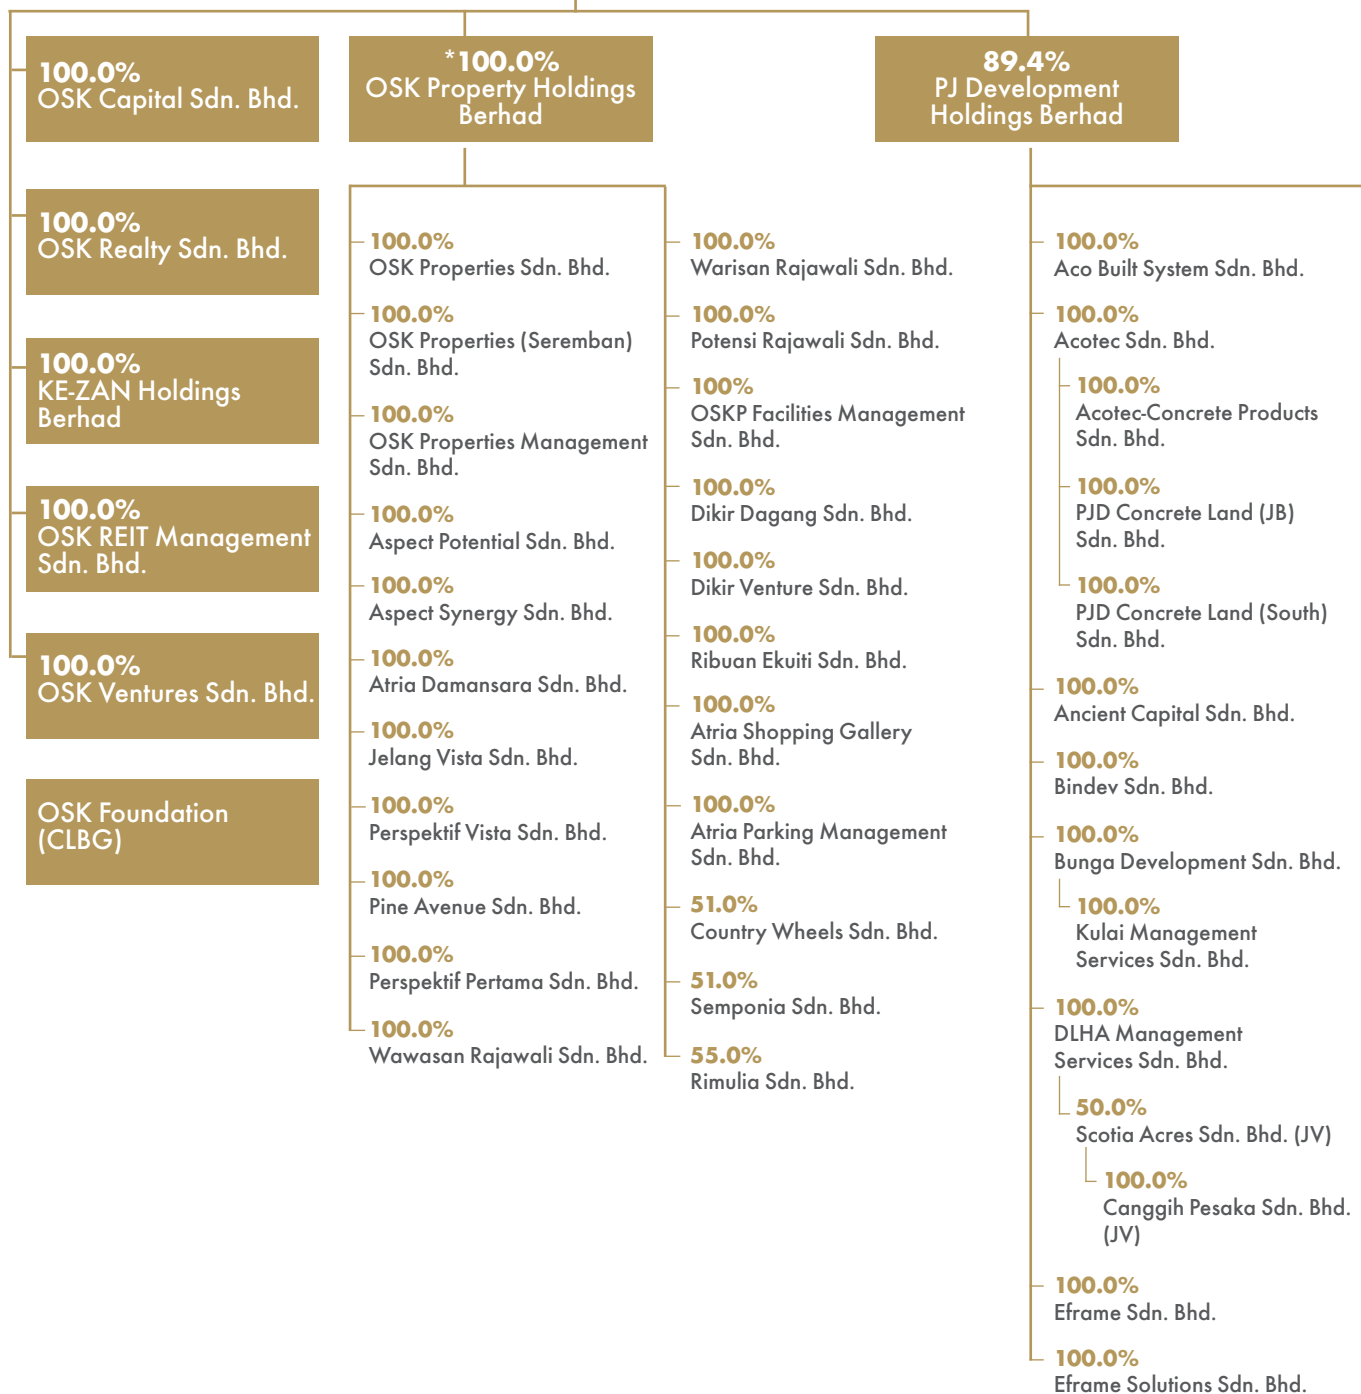 100.0%
OSK Capital Sdn. Bhd.
100.0%
OSK Realty Sdn. Bhd.
100.0%
KE-ZAN Holdings
Berhad
100.0%
OSK REIT Management
Sdn. Bhd.
100.0%
OSK Ventures Sdn. Bhd.
OSK Foundation
(CLBG)
*100.0%
OSK Property Holdings
Berhad
100.0%
OSK Properties Sdn. Bhd.
100.0%
OSK Properties (Seremban)
Sdn. Bhd.
100.0%
OSK Properties Management
Sdn. Bhd.
100.0%
Aspect Potential Sdn. Bhd.
100.0%
Aspect Synergy Sdn. Bhd.
100.0%
Atria Damansara Sdn. Bhd.
100.0%
Jelang Vista Sdn. Bhd.
100.0%
Perspektif Vista Sdn. Bhd.
100.0%
Pine Avenue Sdn. Bhd.
100.0%
Perspektif Pertama Sdn. Bhd.
100.0%
Wawasan Rajawali Sdn. Bhd.
100.0%
Warisan Rajawali Sdn. Bhd.
100.0%
Potensi Rajawali Sdn. Bhd.
100%
OSKP Facilities Management
Sdn. Bhd.
100.0%
Dikir Dagang Sdn. Bhd.
100.0%
Dikir Venture Sdn. Bhd.
100.0%
Ribuan Ekuiti Sdn. Bhd.
100.0%
Atria Shopping Gallery
Sdn. Bhd.
100.0%
Atria Parking Management
Sdn. Bhd.
51.0%
Country Wheels Sdn. Bhd.
51.0%
Semponia Sdn. Bhd.
55.0%
Rimulia Sdn. Bhd.
89.4%
PJ Development
Holdings Berhad
100.0%
Aco Built System Sdn. Bhd.
100.0%
Acotec Sdn. Bhd.
100.0%
Acotec-Concrete Products
Sdn. Bhd.
100.0%
PJD Concrete Land (JB)
Sdn. Bhd.
100.0%
PJD Concrete Land (South)
Sdn. Bhd.
100.0%
Ancient Capital Sdn. Bhd.
100.0%
Bindev Sdn. Bhd.
100.0%
Bunga Development Sdn. Bhd.
100.0%
Kulai Management
Services Sdn. Bhd.
100.0%
DLHA Management
Services Sdn. Bhd.
50.0%
Scotia Acres Sdn. Bhd. (JV)
100.0%
Canggih Pesaka Sdn. Bhd.
(JV)
100.0%
Eframe Sdn. Bhd.
100.0%
Eframe Solutions Sdn. Bhd.